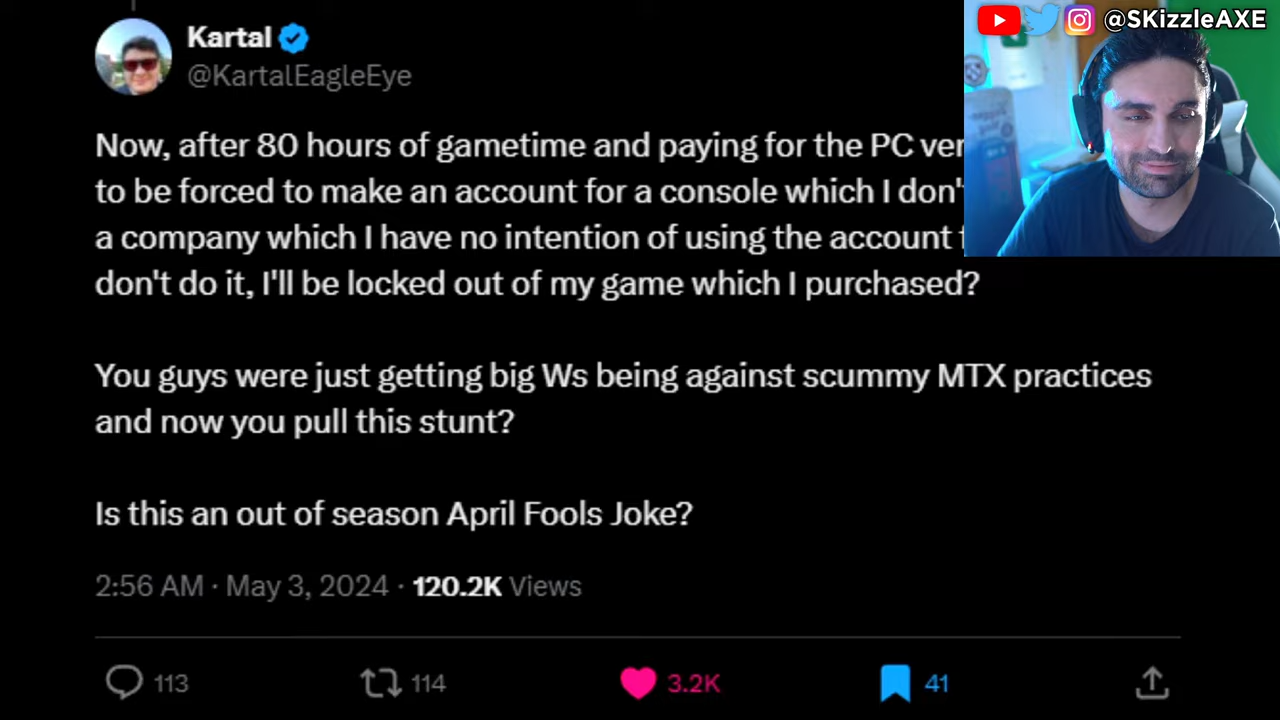 Kartal
@KartalEagleEye
@SKizzleAXE
Now, after 80 hours of gametime and paying for the PC ver
to be forced to make an account for a console which I don'
a company which I have no intention of using the account
don't do it, I'll be locked out of my game which I purchased?
You guys were just getting big Ws being against scummy MTX practices
and now you pull this stunt?
Is this an out of season April Fools Joke?
2:56 AM · May 3, 2024 · 120.2K Views
113 114 3.2K 41